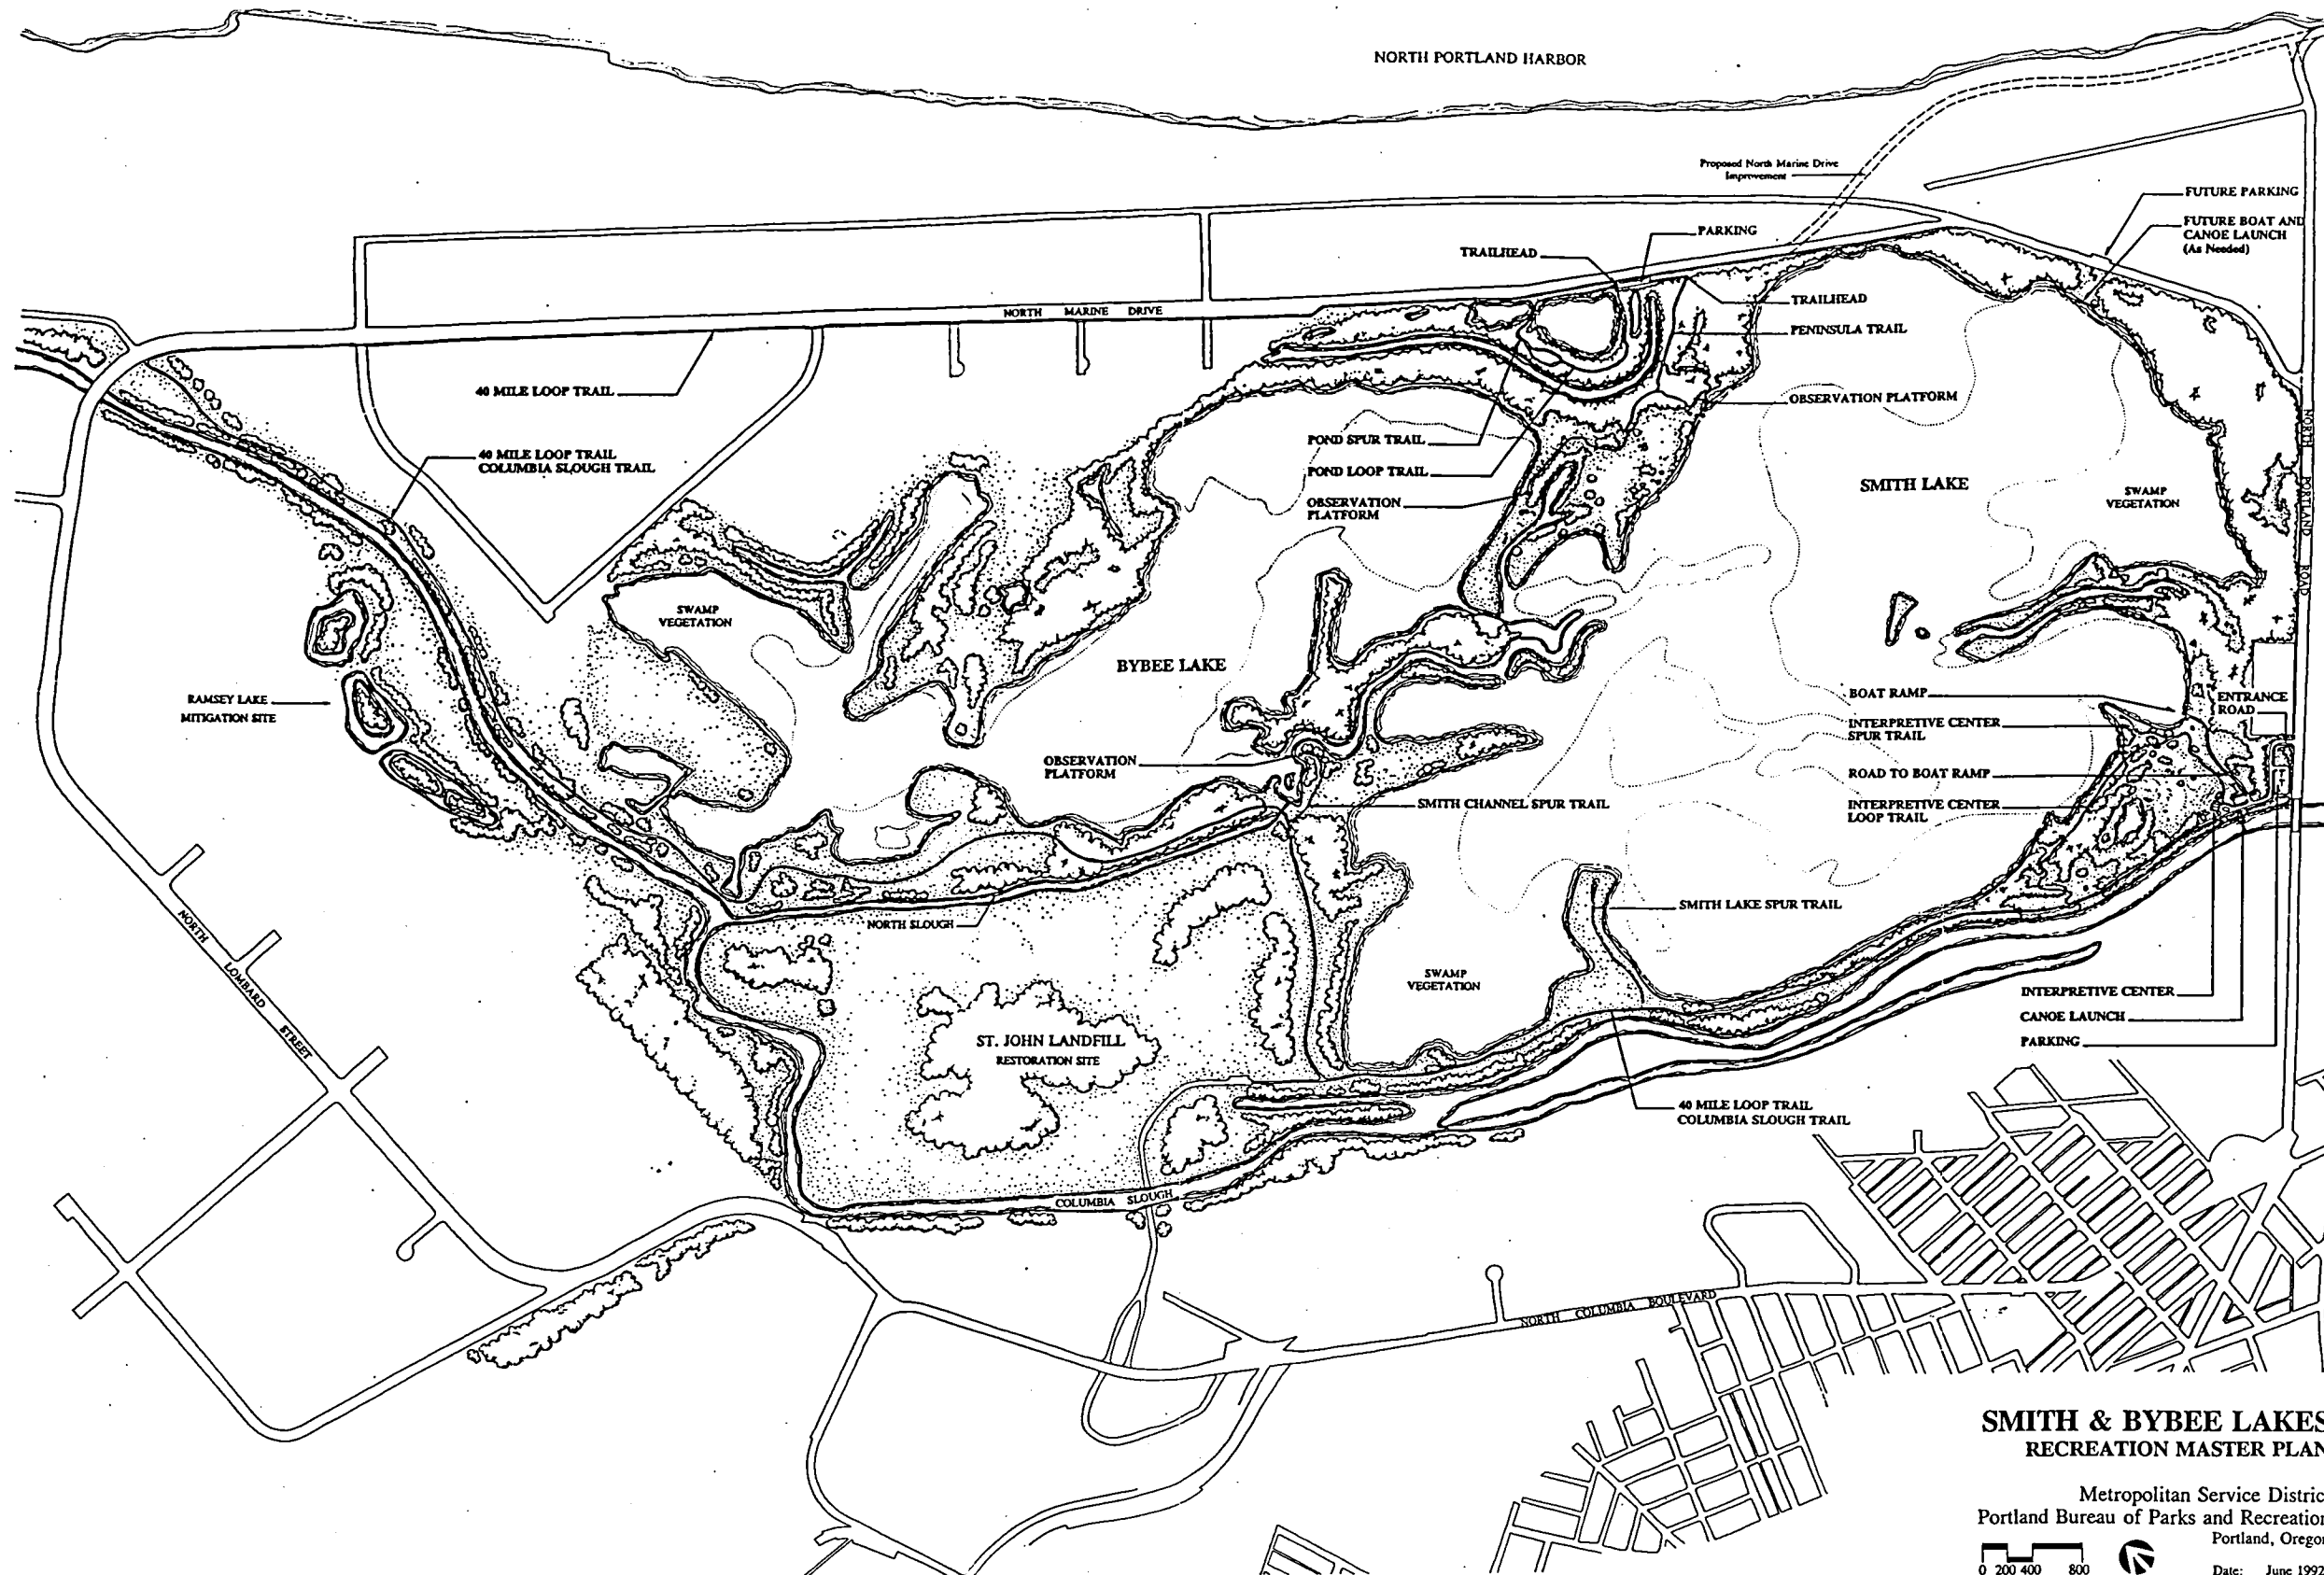 NORTH PORTLAND HARBOR
Proposed North Marine Drive
Improvement
FUTURE PARKING
FUTURE BOAT AND
CANOE LAUNCH
(As Needed)
PARKING
TRAILHEAD
TRAILHEAD
NORTH MARINE DRIVE
PENINSULA TRAIL
40 MILE LOOP TRAIL
OBSERVATION PLATFORM
POND SPUR TRAIL
40 MILE LOOP TRAIL
COLUMBIA SLOUGH TRAIL
POND LOOP TRAIL
OBSERVATION
PLATFORM
SMITH LAKE
SWAMP
VEGETATION
NORTH PORTLAND ROAD
SWAMP
VEGETATION
BYBEE LAKE
RAMSEY LAKE
MITIGATION SITE
BOAT RAMP
ENTRANCE
ROAD
INTERPRETIVE CENTER
SPUR TRAIL
OBSERVATION
PLATFORM
ROAD TO BOAT RAMP
SMITH CHANNEL SPUR TRAIL
INTERPRETIVE CENTER
LOOP TRAIL
SMITH LAKE SPUR TRAIL
NORTH SLOUGH
NORTH LOMBARD STREET
SWAMP
VEGETATION
INTERPRETIVE CENTER
CANOE LAUNCH
PARKING
ST. JOHN LANDFILL
RESTORATION SITE
40 MILE LOOP TRAIL
COLUMBIA SLOUGH TRAIL
COLUMBIA SLOUGH
NORTH COLUMBIA BOULEVARD
SMITH & BYBEE LAKES
RECREATION MASTER PLAN
Metropolitan Service Distric
Portland Bureau of Parks and Recreation
Portland, Orego
0 200 400 800
Date: June 1992